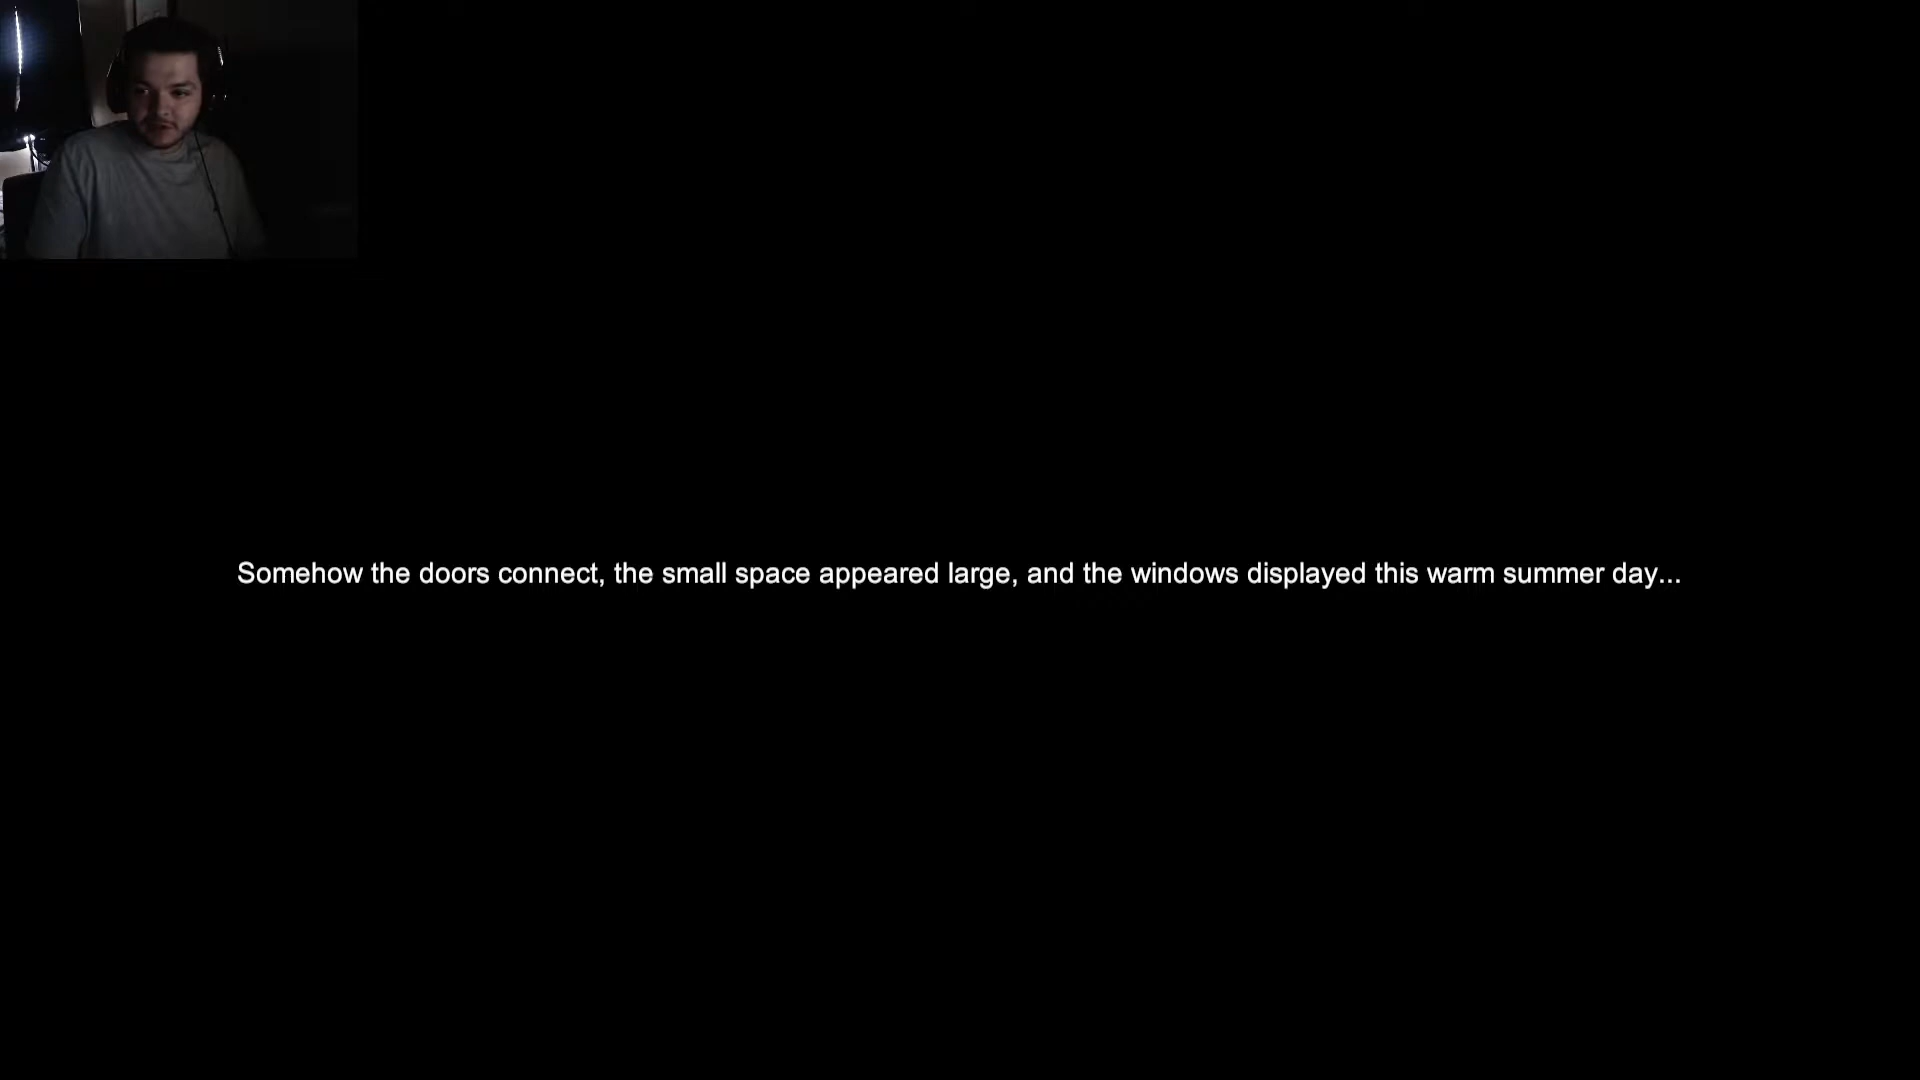 Somehow the doors connect, the small space appeared large, and the windows displayed this warm summer day...